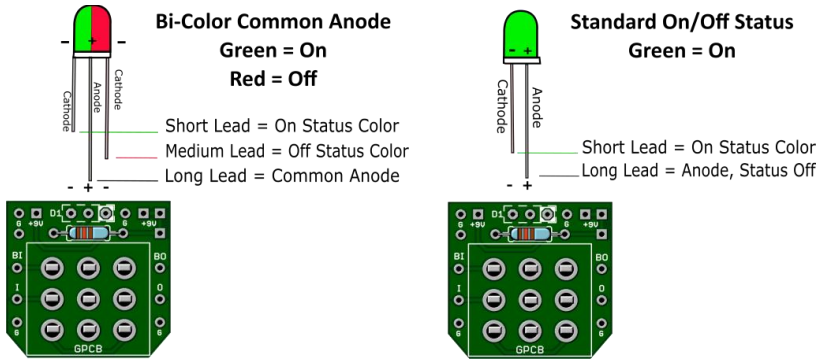 Bi-Color Common Anode
Green = On
Red = Off
- + -
Cathode
Anode
Cathode
Short Lead = On Status Color
Medium Lead = Off Status Color
Long Lead = Common Anode
- + -
D1
G +9V G +9V
BI BO
I O
G G
GPCB
Standard On/Off Status
Green = On
- +
Cathode
Anode
Short Lead = On Status Color
Long Lead = Anode, Status Off
- +
D1
G +9V G +9V
BI BO
I O
G G
GPCB